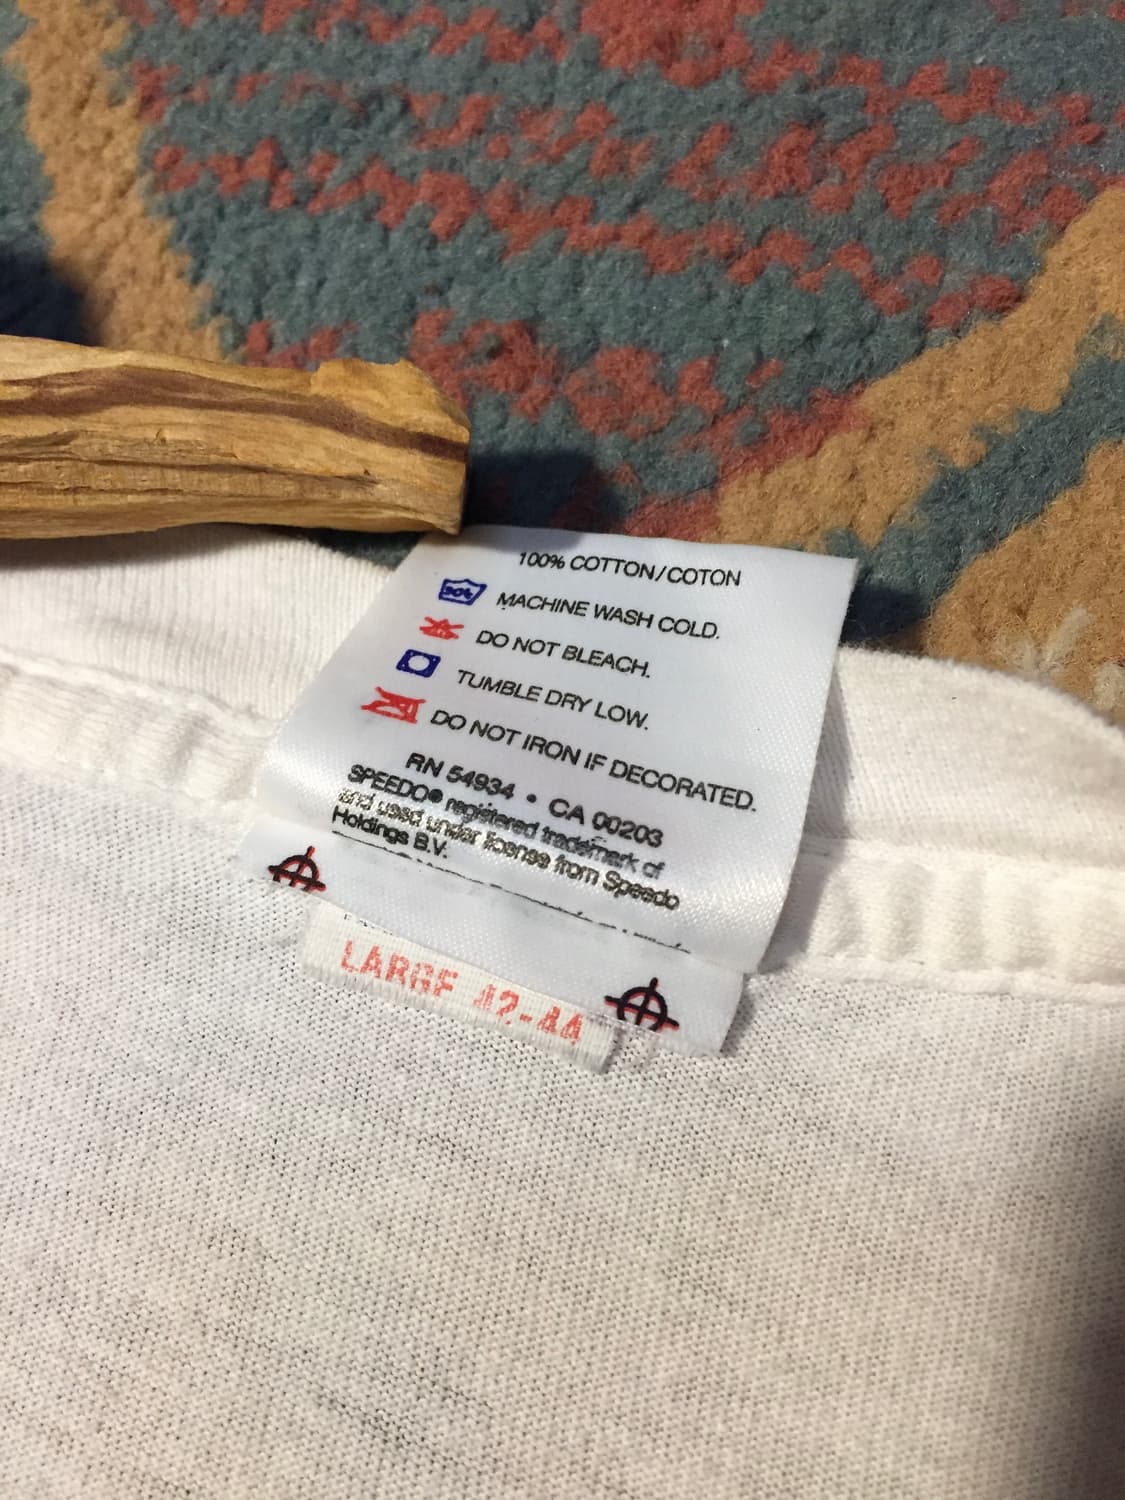 100% COTTON/COTON
30t MACHINE WASH COLD.
DO NOT BLEACH.
TUMBLE DRY LOW.
DO NOT IRON IF DECORATED.
RN 54934 • CA 00203
SPEEDO® registered trademark of
and used under license from Speedo
Holdings B.V.
LARGE 42-44